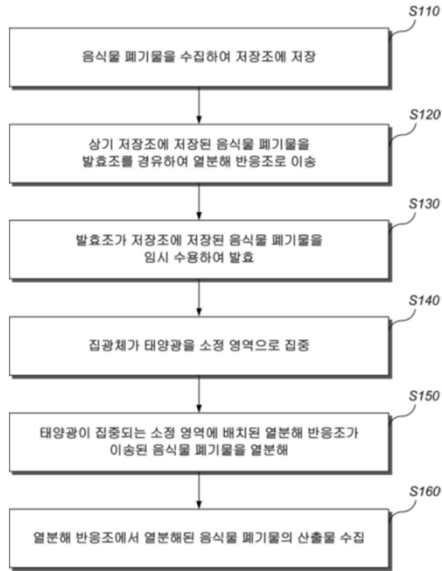 S110
음식물 폐기물을 수집하여 저장조에 저장
S120
상기 저장조에 저장된 음식물 폐기물을
발효조를 경유하여 열분해 반응조로 이송
S130
발효조가 저장조에 저장된 음식물 폐기물을
임시 수용하여 발효
S140
집광체가 태양광을 소정 영역으로 집중
S150
태양광이 집중되는 소정 영역에 배치된 열분해 반응조가
이송된 음식물 폐기물을 열분해
S160
열분해 반응조에서 열분해된 음식물 폐기물의 산출물 수집